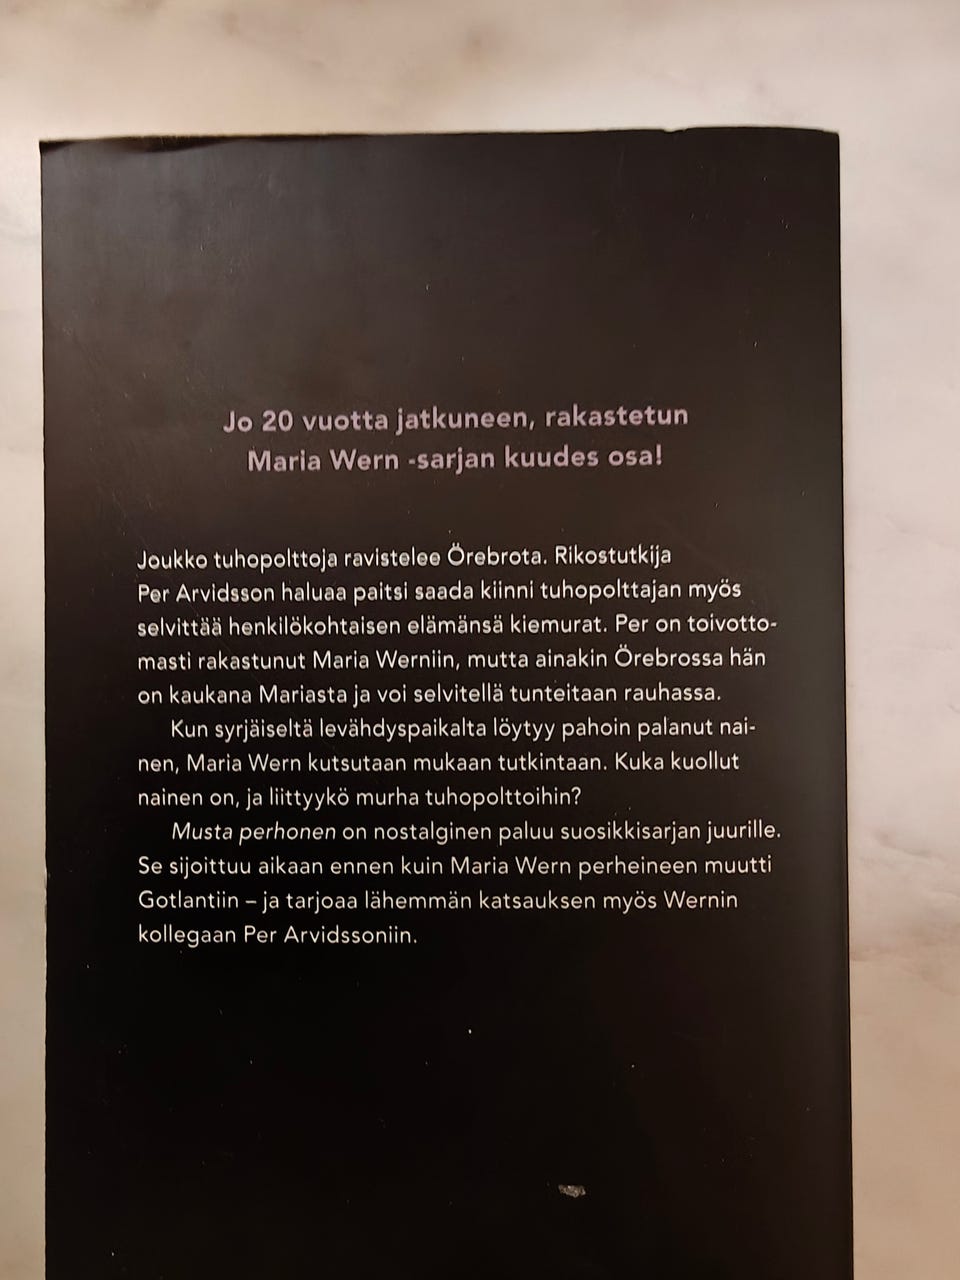 Jo 20 vuotta jatkuneen, rakastetun
Maria Wern -sarjan kuudes osa!
Joukko tuhopolttoja ravistelee Örebrota. Rikostutkija
Per Arvidsson haluaa paitsi saada kiinni tuhopolttajan myös
selvittää henkilökohtaisen elämänsä kiemurat. Per on toivotto-
masti rakastunut Maria Werniin, mutta ainakin Örebrossa hän
on kaukana Mariasta ja voi selvitellä tunteitaan rauhassa.
Kun syrjäiseltä levähdyspaikalta löytyy pahoin palanut nai-
nen, Maria Wern kutsutaan mukaan tutkintaan. Kuka kuollut
nainen on, ja liittyykö murha tuhopolttoihin?
Musta perhonen on nostalginen paluu suosikkisarjan juurille.
Se sijoittuu aikaan ennen kuin Maria Wern perheineen muutti
Gotlantiin – ja tarjoaa lähemmän katsauksen myös Wernin
kollegaan Per Arvidssoniin.